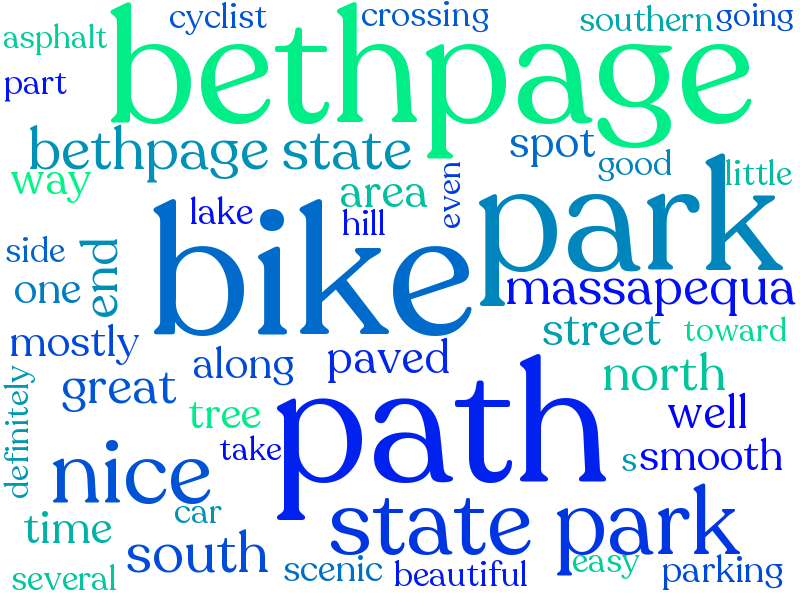 cyclist
crossing
southern
going
asphalt
bethpage
part
bethpage state
spot
good
little
way
area
even
park
lake
hill
bike
side
end
one
massapequa
mostly
street
toward
along
paved
north
definitely
great
path
tree
well
take
s
smooth
nice
car
state park
time
south
scenic
easy
several
beautiful
parking